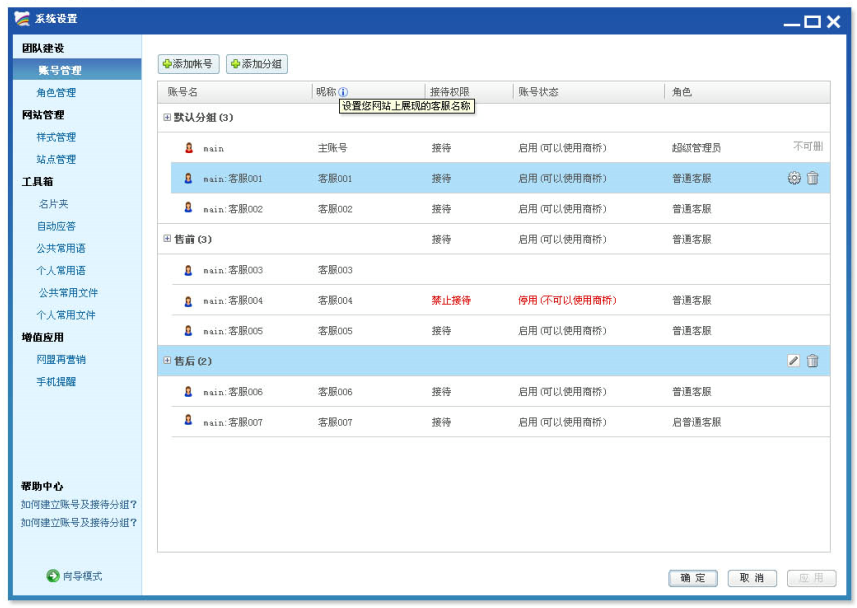 系统设置
团队建设
账号管理
角色管理
网站管理
样式管理
站点管理
工具箱
名片夹
自动应答
公共常用语
个人常用语
公共常用文件
个人常用文件
增值应用
网盟再营销
手机提醒
帮助中心
如何建立账号及接待分组?
如何建立账号及接待分组?
向导模式
添加帐号 添加分组
账号名 昵称 接待权限 账号状态 角色
设置您网站上展现的客服名称
默认分组(3)
main 主账号 接待 启用(可以使用商桥) 超级管理员 不可删
main:客服001 客服001 接待 启用(可以使用商桥) 普通客服
main:客服002 客服002 接待 启用(可以使用商桥) 普通客服
售前(3) 接待 启用(可以使用商桥) 普通客服
main:客服003 客服003
main:客服004 客服004 禁止接待 停用(不可以使用商桥) 普通客服
main:客服005 客服005 接待 启用(可以使用商桥) 普通客服
售后(2)
main:客服006 客服006 接待 启用(可以使用商桥) 普通客服
main:客服007 客服007 接待 启用(可以使用商桥) 启普通客服
确定 取消 应用